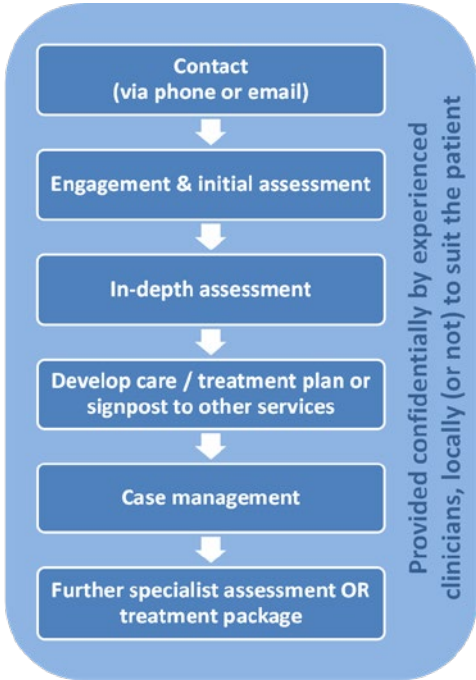 Contact
(via phone or email)
Engagement & initial assessment
In-depth assessment
Develop care / treatment plan or
signpost to other services
Case management
Further specialist assessment OR
treatment package
Provided confidentially by experienced
clinicians, locally (or not) to suit the patient